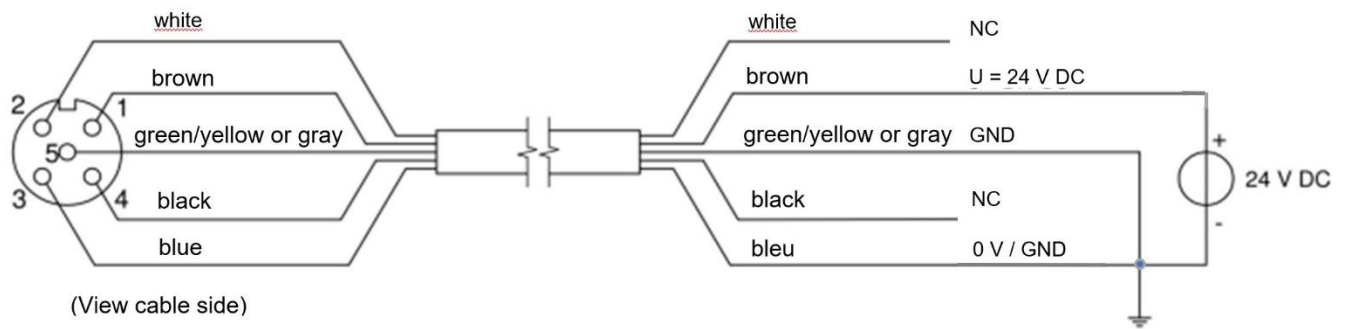 white
white
NC
brown
brown
U = 24 V DC
2
1
green/yellow or gray
green/yellow or gray
GND
+
5
24 V DC
3
4
black
black
NC
-
blue
bleu
0 V / GND
(View cable side)